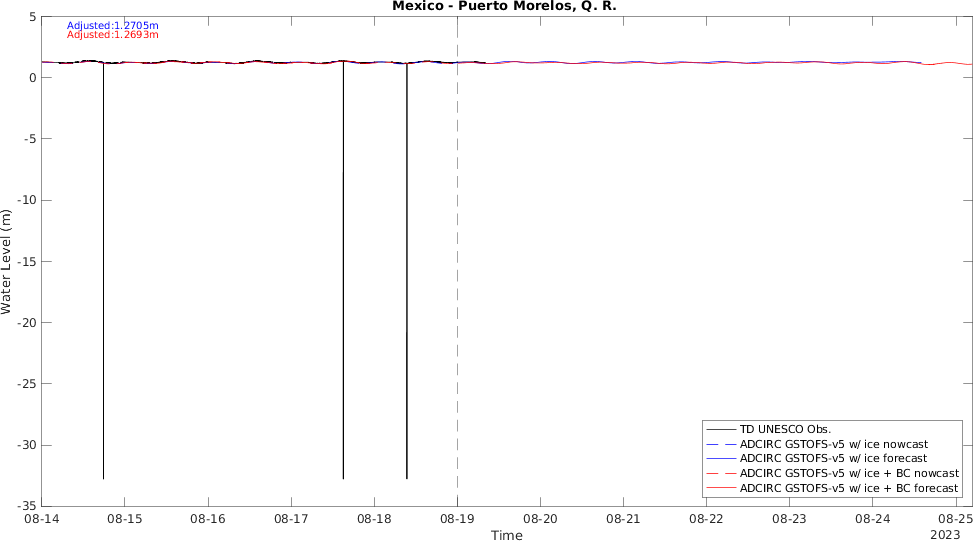 Mexico - Puerto Morelos, Q. R.
Adjusted:1.2705m
Adjusted:1.2693m
5
0
-5
-10
-15
-20
-25
-30
-35
Water Level (m)
TD UNESCO Obs.
ADCIRC GSTOFS-v5 w/ ice nowcast
ADCIRC GSTOFS-v5 w/ ice forecast
ADCIRC GSTOFS-v5 w/ ice + BC nowcast
ADCIRC GSTOFS-v5 w/ ice + BC forecast
08-14 08-15 08-16 08-17 08-18 08-19 08-20 08-21 08-22 08-23 08-24 08-25
Time
2023